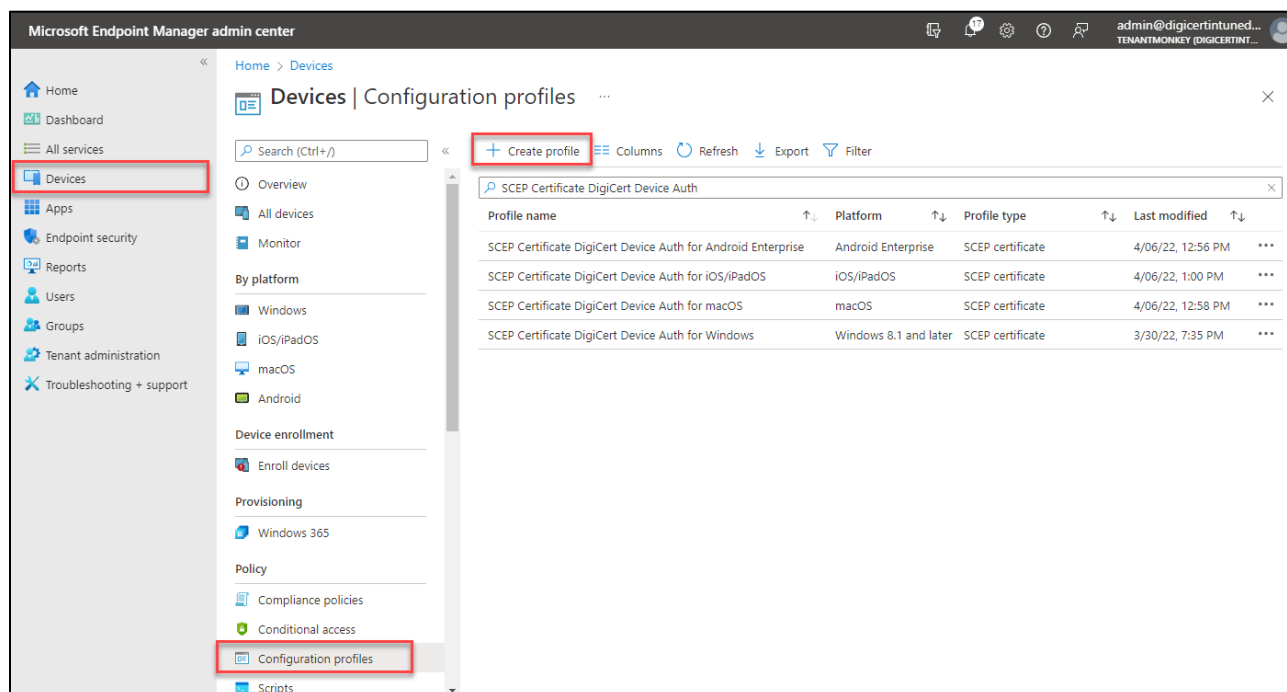 Microsoft Endpoint Manager admin center
17
admin@digicertintuned...
TENANTMONKEY (DIGICERTINT...
Home
Dashboard
All services
Devices
Apps
Endpoint security
Reports
Users
Groups
Tenant administration
Troubleshooting + support
Home > Devices
Devices | Configuration profiles ...
Search (Ctrl+/)
Overview
All devices
Monitor
By platform
Windows
iOS/iPadOS
macOS
Android
Device enrollment
Enroll devices
Provisioning
Windows 365
Policy
Compliance policies
Conditional access
Configuration profiles
Scripts
Create profile Columns Refresh Export Filter
SCEP Certificate DigiCert Device Auth
Profile name Platform Profile type Last modified
SCEP Certificate DigiCert Device Auth for Android Enterprise Android Enterprise SCEP certificate 4/06/22, 12:56 PM ...
SCEP Certificate DigiCert Device Auth for iOS/iPadOS iOS/iPadOS SCEP certificate 4/06/22, 1:00 PM ...
SCEP Certificate DigiCert Device Auth for macOS macOS SCEP certificate 4/06/22, 12:58 PM ...
SCEP Certificate DigiCert Device Auth for Windows Windows 8.1 and later SCEP certificate 3/30/22, 7:35 PM ...